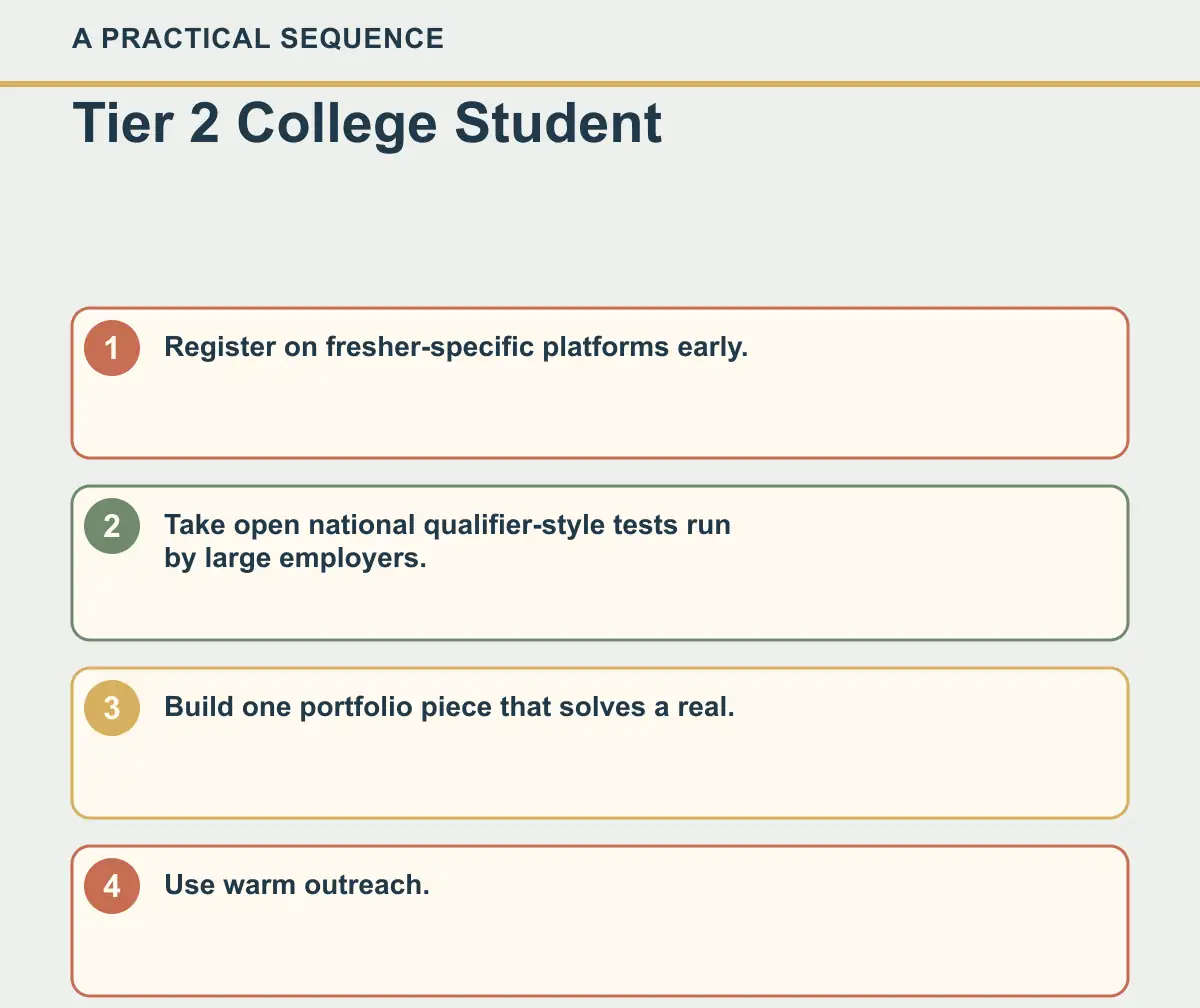 A PRACTICAL SEQUENCE
Tier 2 College Student
1 Register on fresher-specific platforms early.
2 Take open national qualifier-style tests run
by large employers.
3 Build one portfolio piece that solves a real.
4 Use warm outreach.